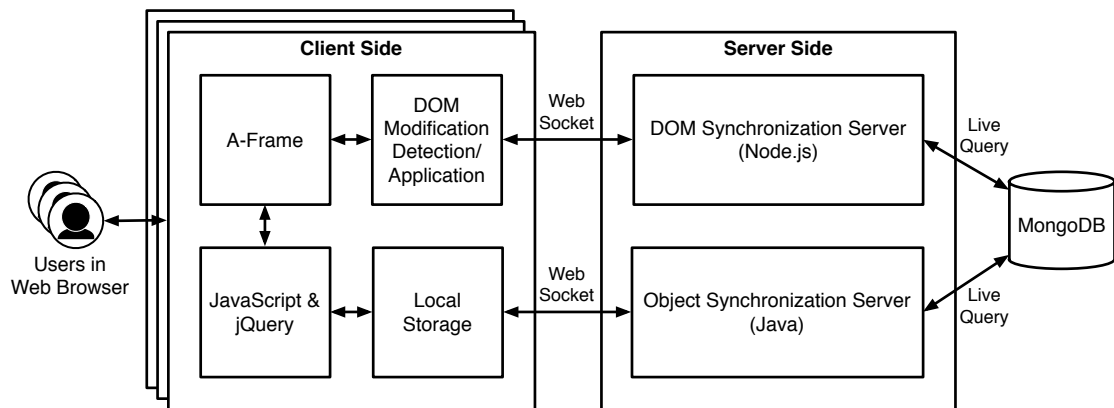 Client Side
Server Side
A-Frame
DOM
Modification
Detection/
Application
Web
Socket
DOM Synchronization Server
(Node.js)
Live
Query
MongoDB
Users in
Web Browser
JavaScript &
jQuery
Local
Storage
Web
Socket
Object Synchronization Server
(Java)
Live
Query